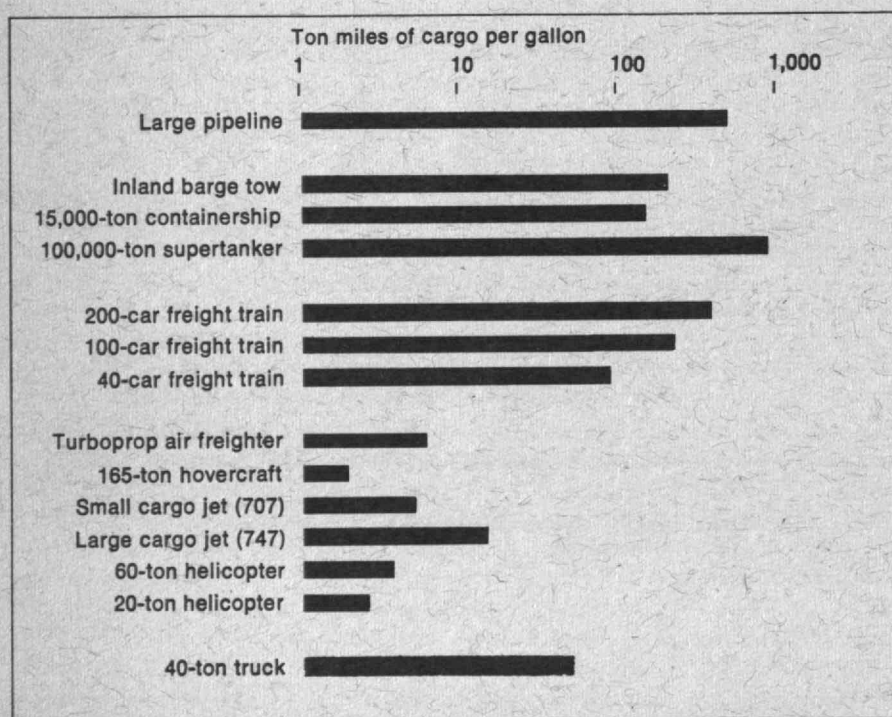 Ton miles of cargo per gallon
1 10 100 1,000
Large pipeline
Inland barge tow
15,000-ton containership
100,000-ton supertanker
200-car freight train
100-car freight train
40-car freight train
Turboprop air freighter
165-ton hovercraft
Small cargo jet (707)
Large cargo jet (747)
60-ton helicopter
20-ton helicopter
40-ton truck